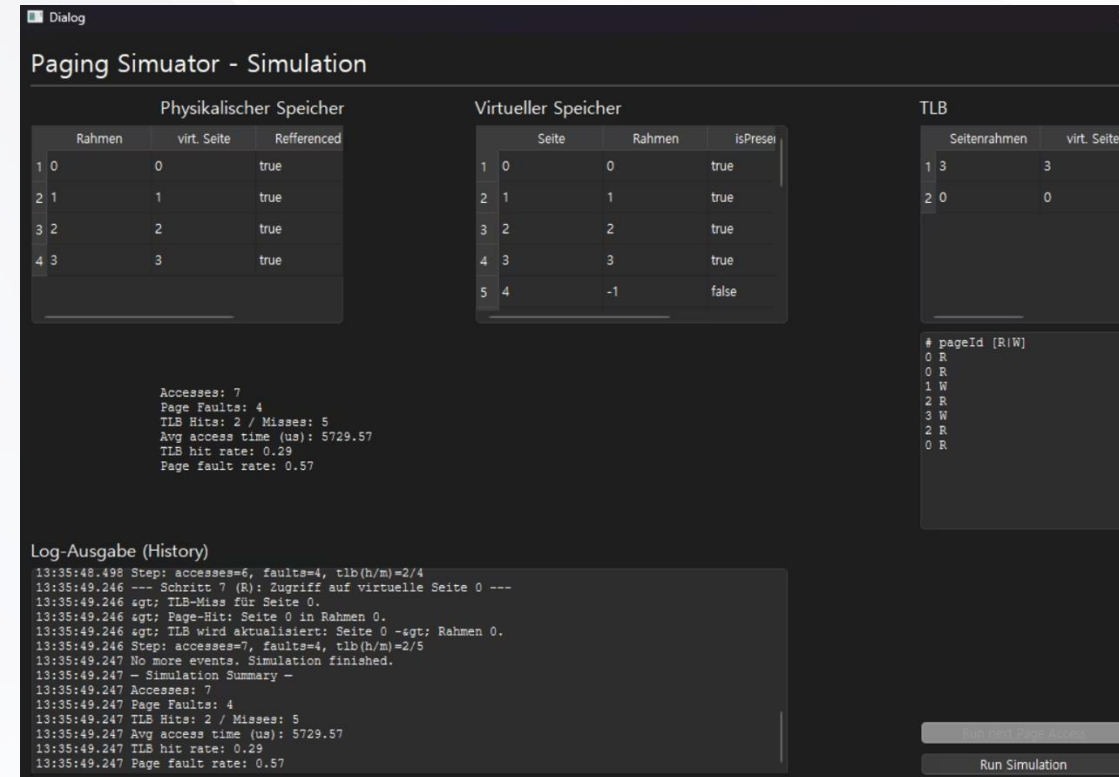 Dialog
Paging Simuator - Simulation
Physikalischer Speicher
Rahmen virt. Seite Refferenced
1 0 0 true
2 1 1 true
3 2 2 true
4 3 3 true
Virtueller Speicher
Seite Rahmen isPresei
1 0 0 true
2 1 1 true
3 2 2 true
4 3 3 true
5 4 -1 false
TLB
Seitenrahmen virt. Seite
1 3 3
2 0 0
# pageId [R|W]
0 R
0 R
1 W
2 R
3 W
2 R
0 R
Accesses: 7
Page Faults: 4
TLB Hits: 2 / Misses: 5
Avg access time (us): 5729.57
TLB hit rate: 0.29
Page fault rate: 0.57
Log-Ausgabe (History)
13:35:48.498 Step: accesses=6, faults=4, tlb(h/m)=2/4
13:35:49.246 --- Schritt 7 (R): Zugriff auf virtuelle Seite 0 ---
13:35:49.246 &gt; TLB-Miss für Seite 0.
13:35:49.246 &gt; Page-Hit: Seite 0 in Rahmen 0.
13:35:49.246 &gt; TLB wird aktualisiert: Seite 0 -&gt; Rahmen 0.
13:35:49.246 Step: accesses=7, faults=4, tlb(h/m)=2/5
13:35:49.247 No more events. Simulation finished.
13:35:49.247 — Simulation Summary —
13:35:49.247 Accesses: 7
13:35:49.247 Page Faults: 4
13:35:49.247 TLB Hits: 2 / Misses: 5
13:35:49.247 Avg access time (us): 5729.57
13:35:49.247 TLB hit rate: 0.29
13:35:49.247 Page fault rate: 0.57
Run next Page Access
Run Simulation